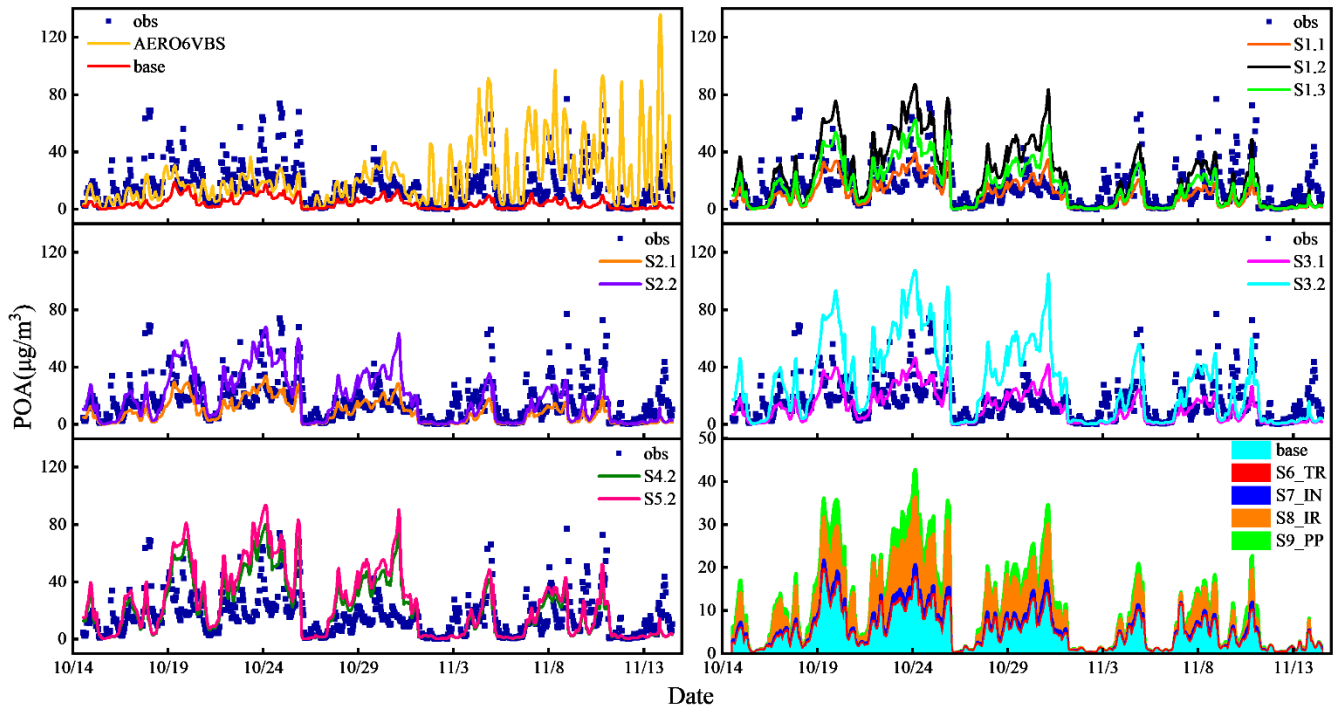 obs
AERO6VBS
base
120
80
40
0
obs
S1.1
S1.2
S1.3
120
80
40
0
obs
S2.1
S2.2
120
80
40
0
obs
S3.1
S3.2
120
80
40
0
POA(μg/m³)
obs
S4.2
S5.2
120
80
40
0
10/14 10/19 10/24 10/29 11/3 11/8 11/13
base
S6_TR
S7_IN
S8_IR
S9_PP
50
40
30
20
10
0
10/14 10/19 10/24 10/29 11/3 11/8 11/13
Date